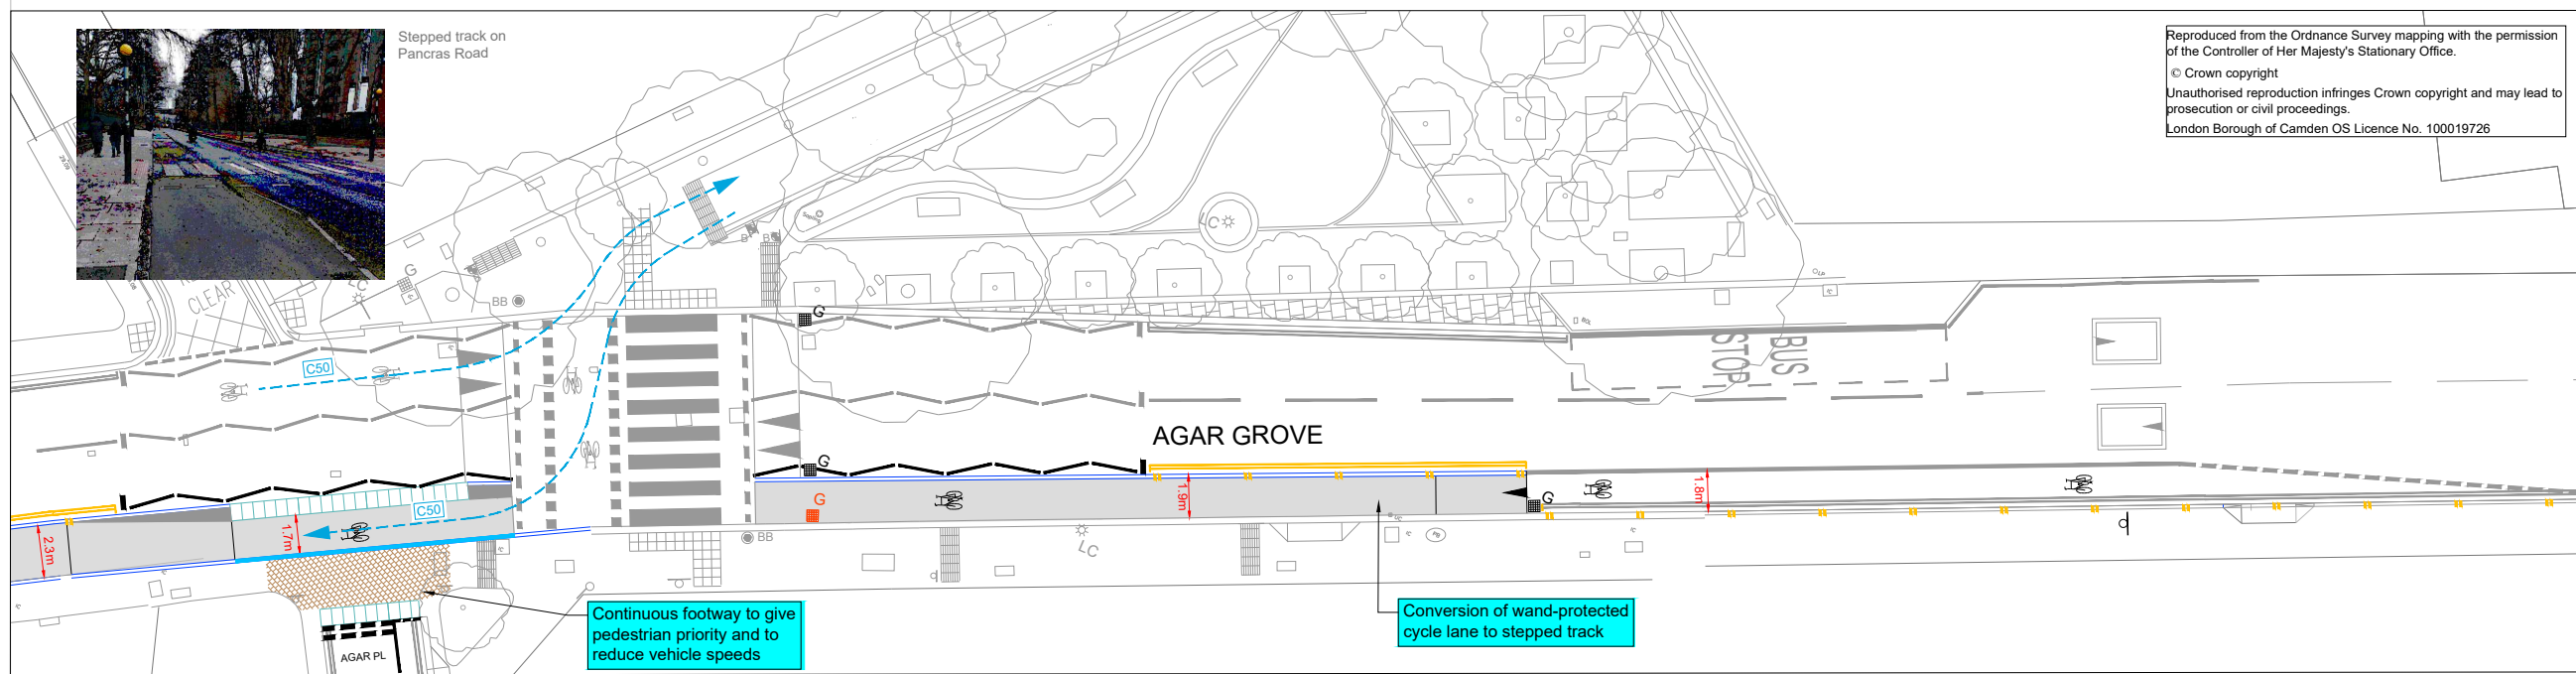 Stepped track on
Pancras Road
Reproduced from the Ordnance Survey mapping with the permission
of the Controller of Her Majesty's Stationary Office.
© Crown copyright
Unauthorised reproduction infringes Crown copyright and may lead to
prosecution or civil proceedings.
London Borough of Camden OS Licence No. 100019726
CLEAR
G
LC
BB
LC
G
C50
BUS
STOP
AGAR GROVE
G
G
G
C50
1.9m
1.8m
1.7m
2.3m
BB
LC
Continuous footway to give
pedestrian priority and to
reduce vehicle speeds
Conversion of wand-protected
cycle lane to stepped track
AGAR PL